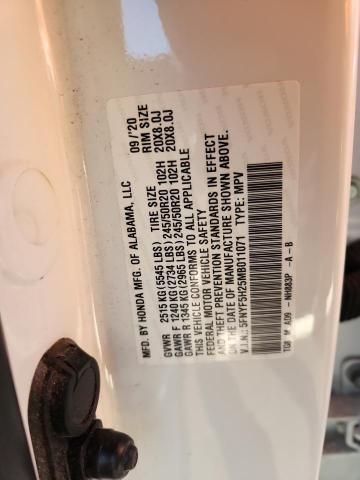 MFD. BY HONDA MFG. OF ALABAMA, LLC 09/'20
GVWR 2515 KG (5545 LBS) TIRE SIZE RIM SIZE
GAWR F 1240 KG (2734 LBS) 245/50R20 102H 20X8.0J
GAWR R 1345 KG (2965 LBS) 245/50R20 102H 20X8.0J
THIS VEHICLE CONFORMS TO ALL APPLICABLE
FEDERAL MOTOR VEHICLE SAFETY
AND THEFT PREVENTION STANDARDS IN EFFECT
ON THE DATE OF MANUFACTURE SHOWN ABOVE.
V.I.N.: 5FNYF5H25MB011071 TYPE: MPV
TG8 M A09 -NH883P -A -B